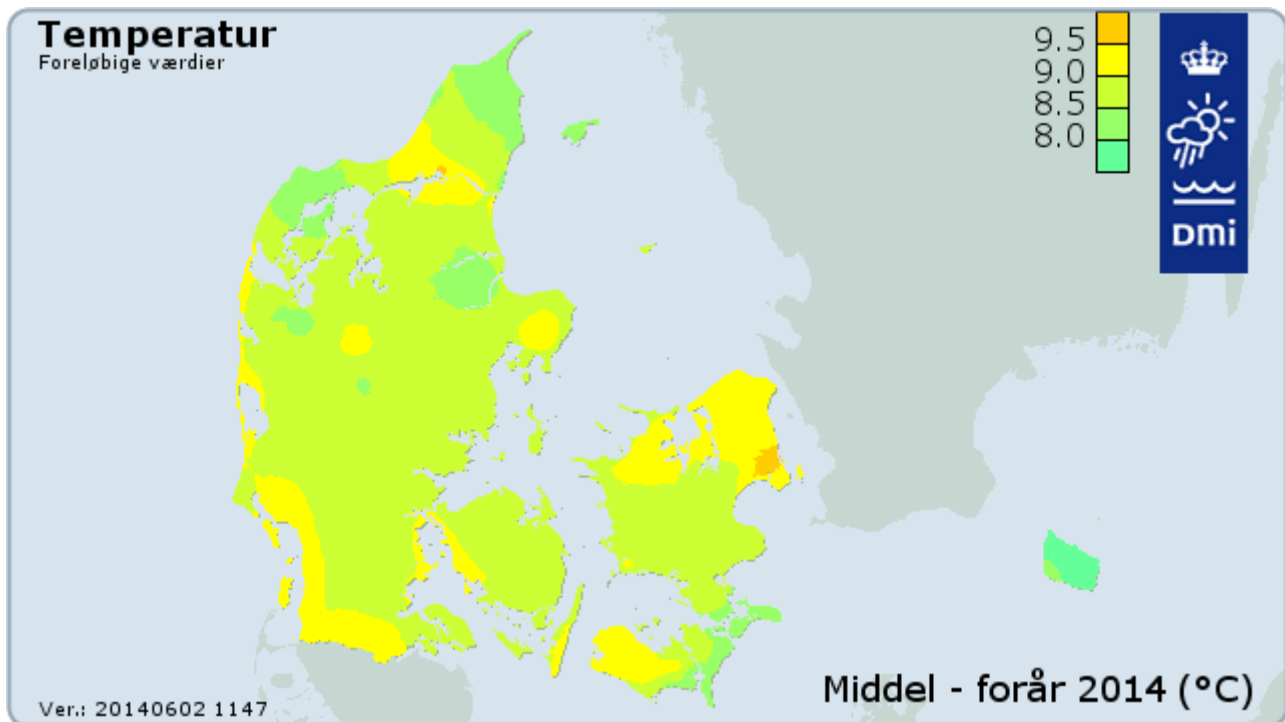 Temperatur
Foreløbige værdier
9.5
9.0
8.5
8.0
DMi
Middel - forår 2014 (°C)
Ver.: 20140602 1147